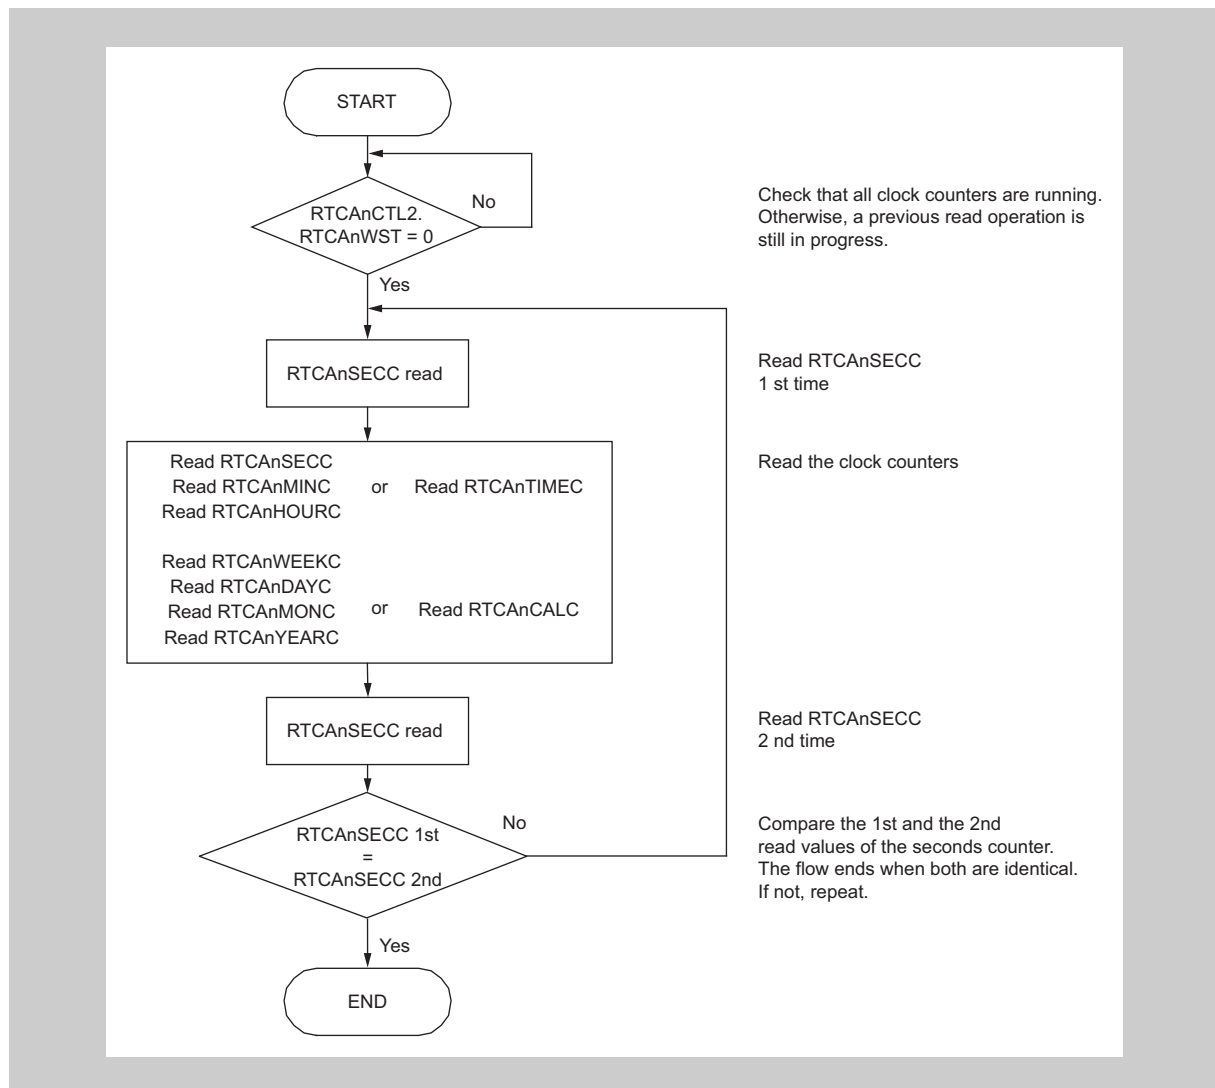 START
No
RTCAnCTL2.
RTCAnWST = 0
Check that all clock counters are running.
Otherwise, a previous read operation is
still in progress.
Yes
RTCAnSECC read
Read RTCAnSECC
1 st time
Read RTCAnSECC
Read RTCAnMINC or Read RTCAnTIMEC
Read RTCAnHOURC
Read the clock counters
Read RTCAnWEEKC
Read RTCAnDAYC
Read RTCAnMONC or Read RTCAnCALC
Read RTCAnYEARC
RTCAnSECC read
Read RTCAnSECC
2 nd time
No
RTCAnSECC 1st
=
RTCAnSECC 2nd
Compare the 1st and the 2nd
read values of the seconds counter.
The flow ends when both are identical.
If not, repeat.
Yes
END